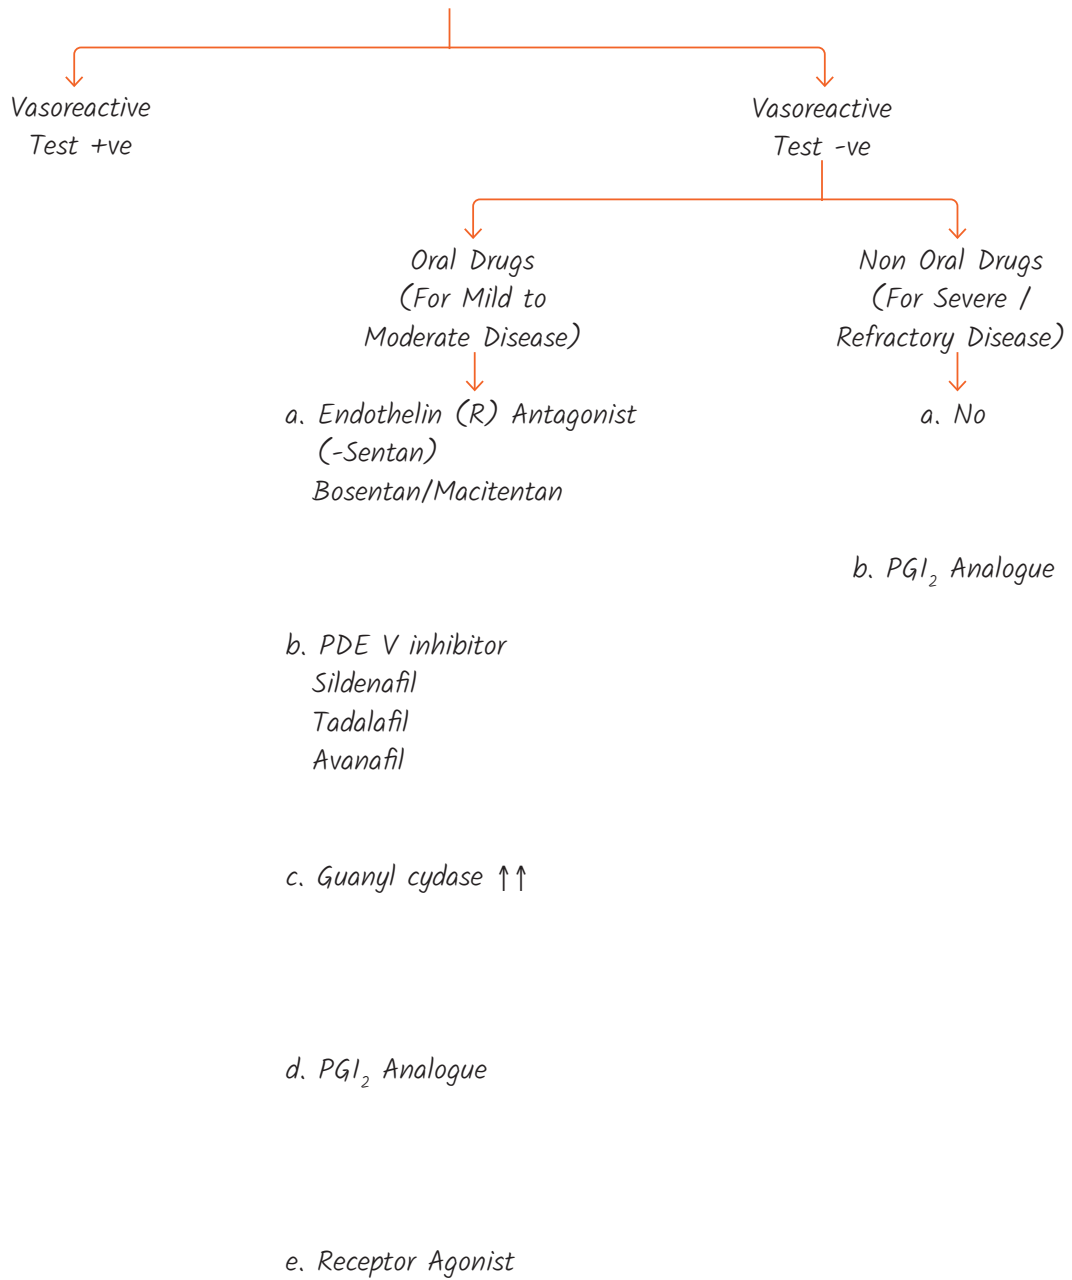 Vasoreactive
Test +ve
Vasoreactive
Test -ve
Oral Drugs
(For Mild to
Moderate Disease)
Non Oral Drugs
(For Severe /
Refractory Disease)
a. Endothelin (R) Antagonist
(-Sentan)
Bosentan/Macitentan
a. No
b. PGI₂ Analogue
b. PDE V inhibitor
Sildenafil
Tadalafil
Avanafil
c. Guanyl cydase ↑↑
d. PGI₂ Analogue
e. Receptor Agonist